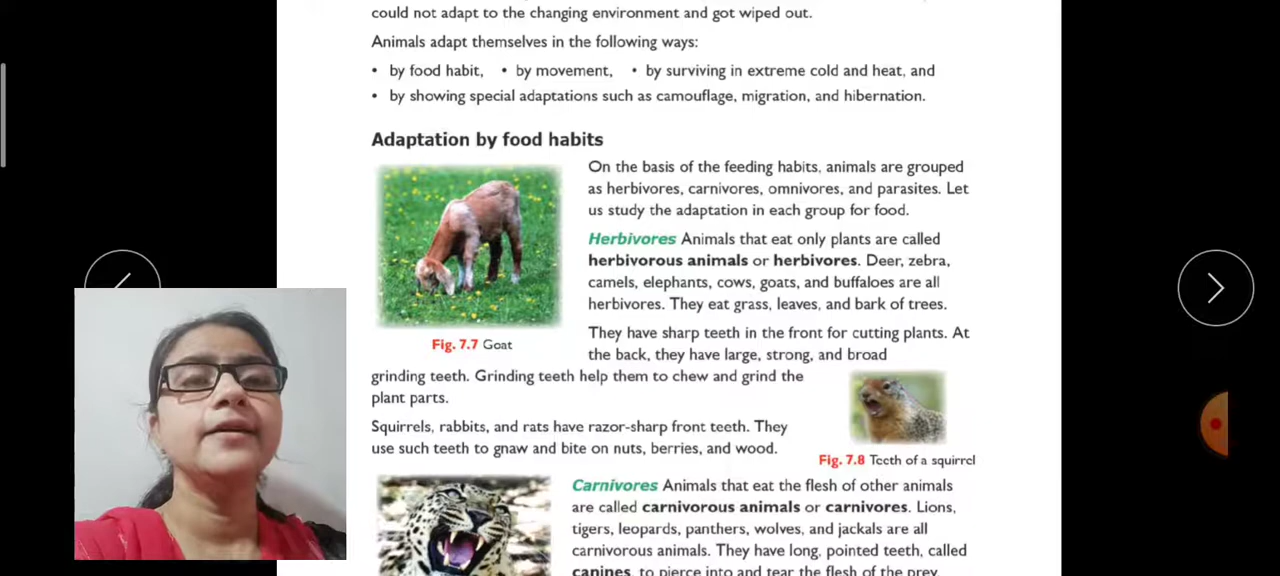 could not adapt to the changing environment and got wiped out.
Animals adapt themselves in the following ways:
• by food habit, • by movement, • by surviving in extreme cold and heat, and
• by showing special adaptations such as camouflage, migration, and hibernation.
Adaptation by food habits
On the basis of the feeding habits, animals are grouped
as herbivores, carnivores, omnivores, and parasites. Let
us study the adaptation in each group for food.
Herbivores Animals that eat only plants are called
herbivorous animals or herbivores. Deer, zebra,
camels, elephants, cows, goats, and buffaloes are all
herbivores. They eat grass, leaves, and bark of trees.
Fig. 7.7 Goat
They have sharp teeth in the front for cutting plants. At
the back, they have large, strong, and broad
grinding teeth. Grinding teeth help them to chew and grind the
plant parts.
Squirrels, rabbits, and rats have razor-sharp front teeth. They
use such teeth to gnaw and bite on nuts, berries, and wood.
Fig. 7.8 Teeth of a squirrel
Carnivores Animals that eat the flesh of other animals
are called carnivorous animals or carnivores. Lions,
tigers, leopards, panthers, wolves, and jackals are all
carnivorous animals. They have long, pointed teeth, called
canines, to pierce into and tear the flesh of the prey.